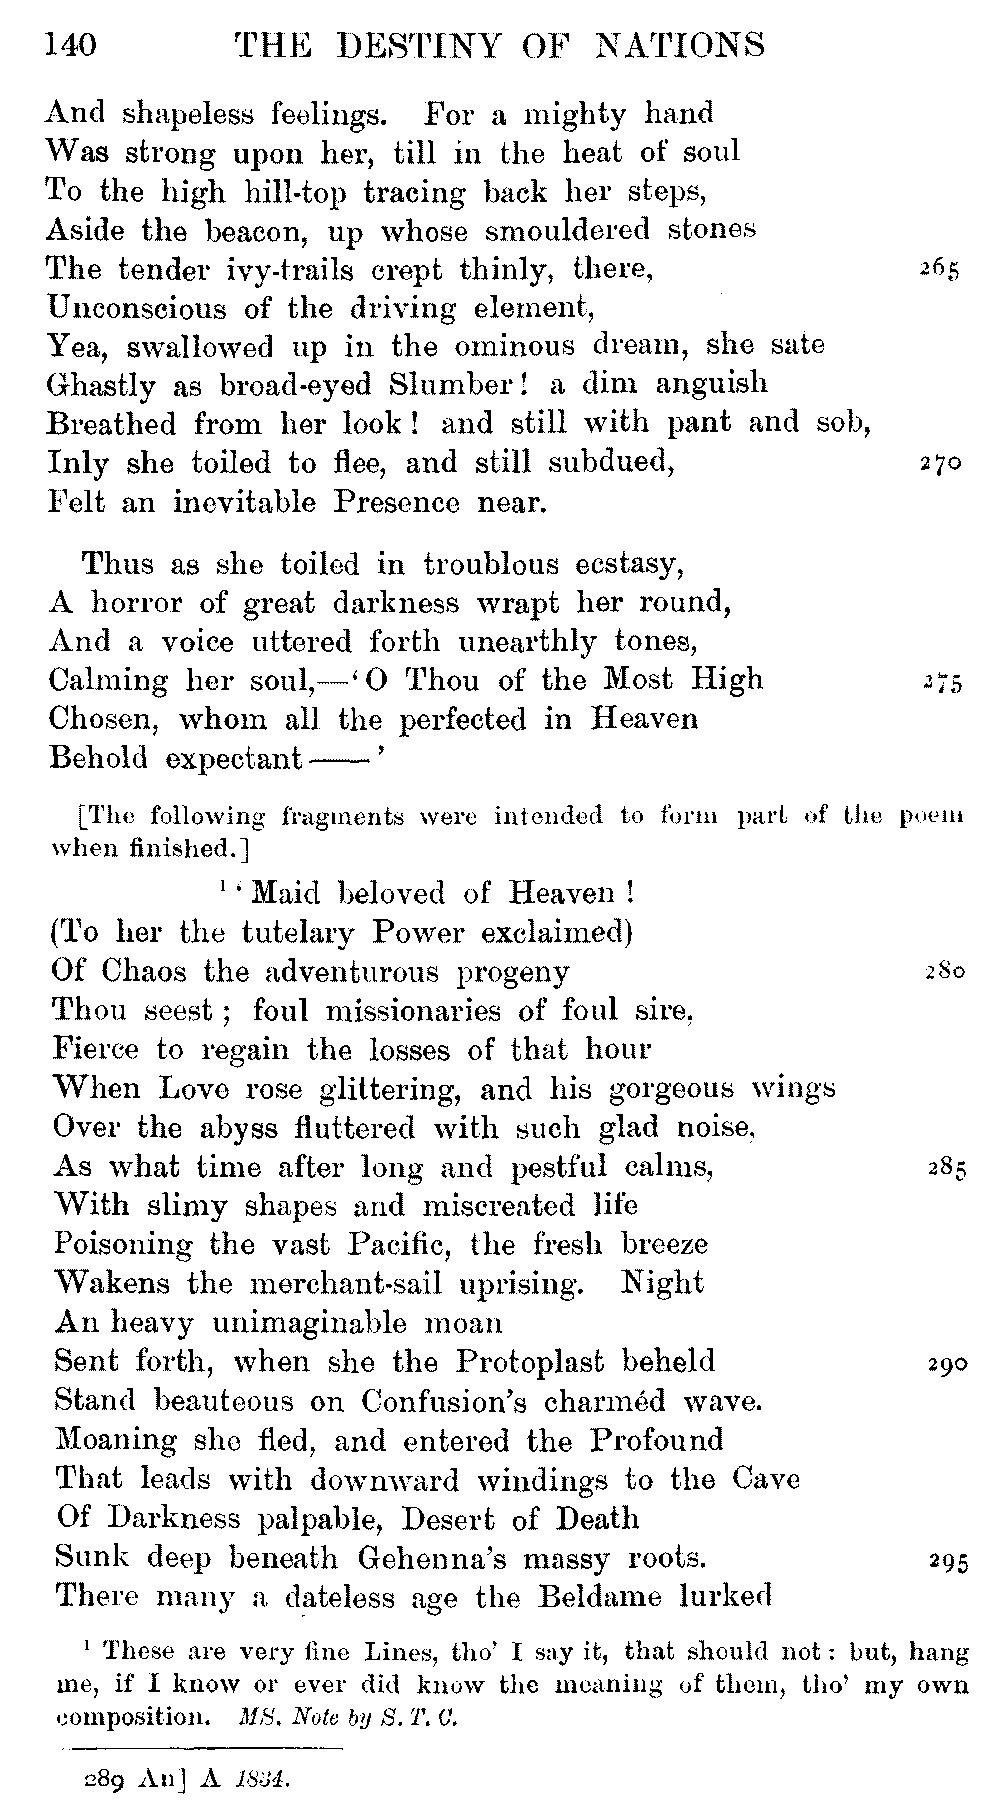 140 THE DESTINY OF NATIONS
And shapeless feelings. For a mighty hand
Was strong upon her, till in the heat of soul
To the high hill-top tracing back her steps,
Aside the beacon, up whose smouldered stones
The tender ivy-trails crept thinly, there, 265
Unconscious of the driving element,
Yea, swallowed up in the ominous dream, she sate
Ghastly as broad-eyed Slumber! a dim anguish
Breathed from her look! and still with pant and sob,
Inly she toiled to flee, and still subdued, 270
Felt an inevitable Presence near.
Thus as she toiled in troublous ecstasy,
A horror of great darkness wrapt her round,
And a voice uttered forth unearthly tones,
Calming her soul,—‘O Thou of the Most High 275
Chosen, whom all the perfected in Heaven
Behold expectant——’
[The following fragments were intended to form part of the poem
when finished.]
¹ ‘Maid beloved of Heaven!
(To her the tutelary Power exclaimed)
Of Chaos the adventurous progeny 280
Thou seest; foul missionaries of foul sire,
Fierce to regain the losses of that hour
When Love rose glittering, and his gorgeous wings
Over the abyss fluttered with such glad noise,
As what time after long and pestful calms, 285
With slimy shapes and miscreated life
Poisoning the vast Pacific, the fresh breeze
Wakens the merchant-sail uprising. Night
An heavy unimaginable moan
Sent forth, when she the Protoplast beheld 290
Stand beauteous on Confusion's charméd wave.
Moaning she fled, and entered the Profound
That leads with downward windings to the Cave
Of Darkness palpable, Desert of Death
Sunk deep beneath Gehenna's massy roots. 295
There many a dateless age the Beldame lurked
¹ These are very fine Lines, tho' I say it, that should not: but, hang
me, if I know or ever did know the meaning of them, tho' my own
composition. MS. Note by S. T. C.
289 An] A 1834.